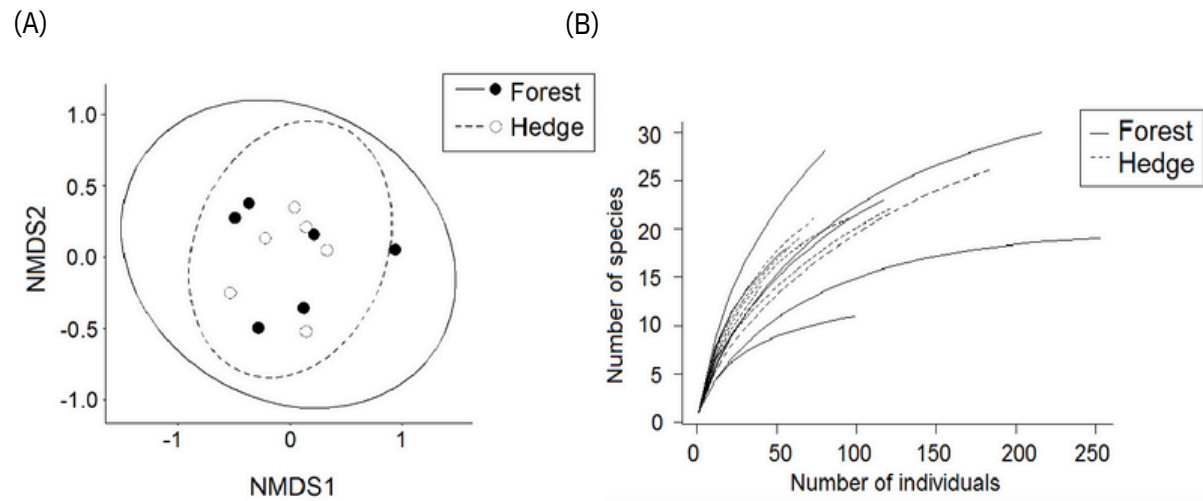 (A)
Forest
Hedge
1.0
0.5
0.0
-0.5
-1.0
NMDS2
-1
0
1
NMDS1
(B)
Forest
Hedge
30
25
20
15
10
5
0
Number of species
0
50
100
150
200
250
Number of individuals